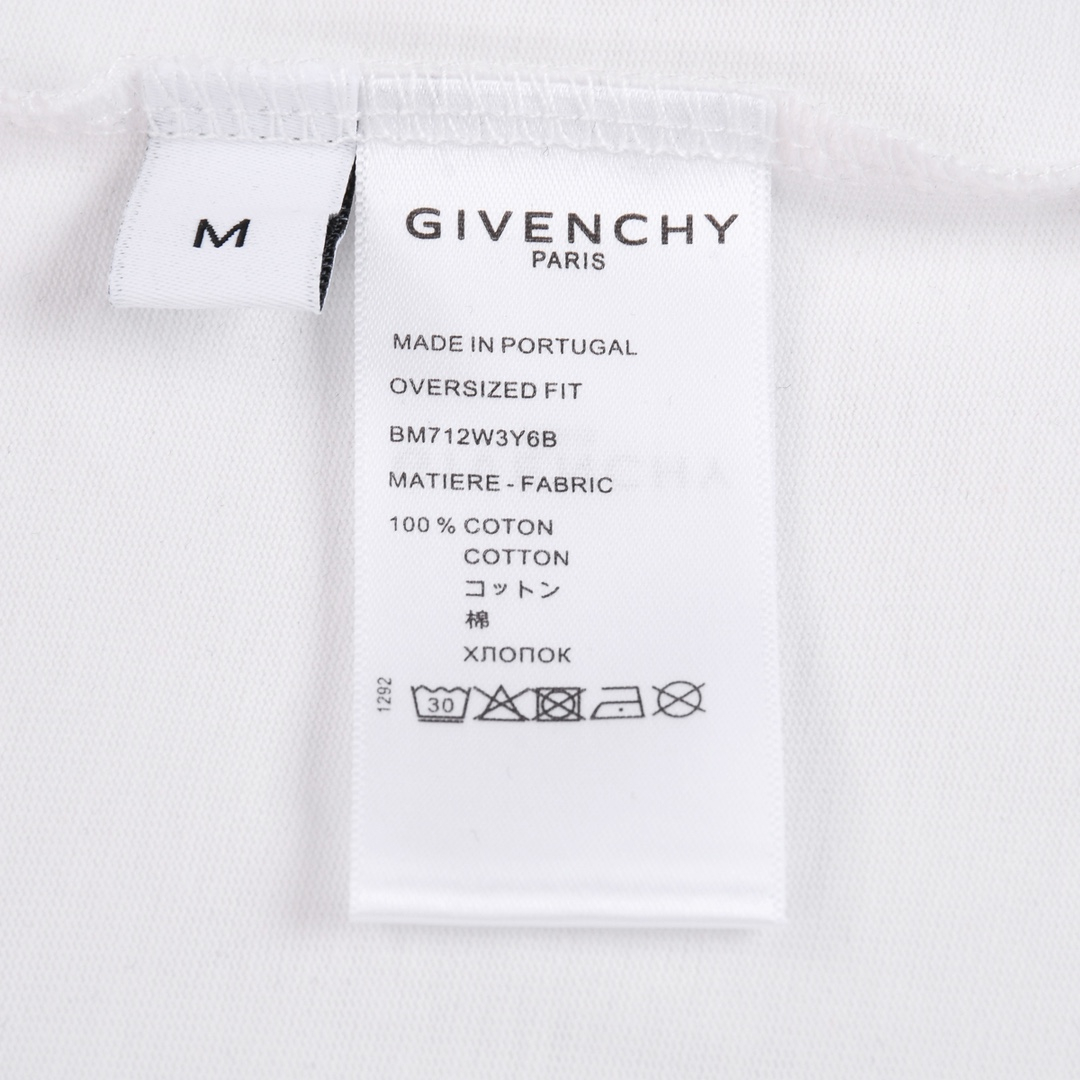 M
GIVENCHY
PARIS
MADE IN PORTUGAL
OVERSIZED FIT
BM712W3Y6B
MATIERE - FABRIC
100 % COTON
COTTON
コットン
棉
ХЛОПОК
1292
30